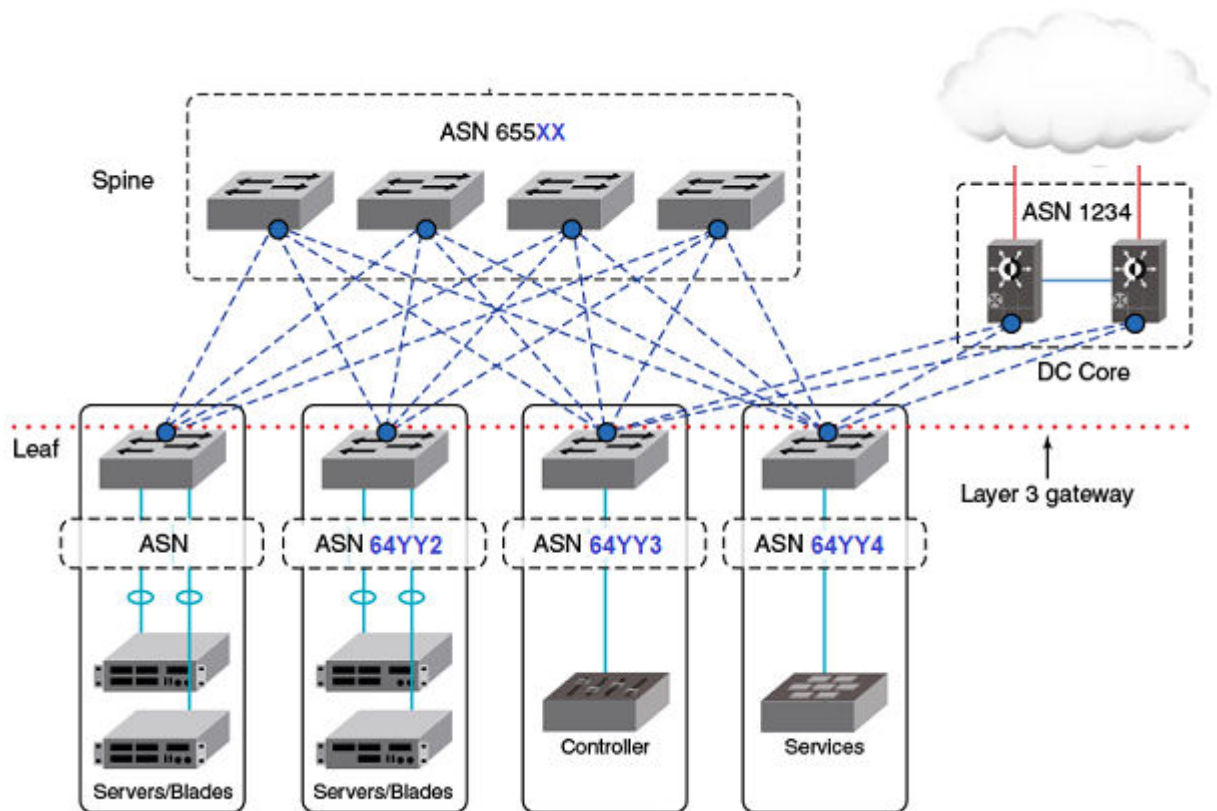 ASN 655XX
Spine
ASN 1234
DC Core
Leaf
Layer 3 gateway
ASN
ASN 64YY2
ASN 64YY3
ASN 64YY4
Controller
Services
Servers/Blades
Servers/Blades